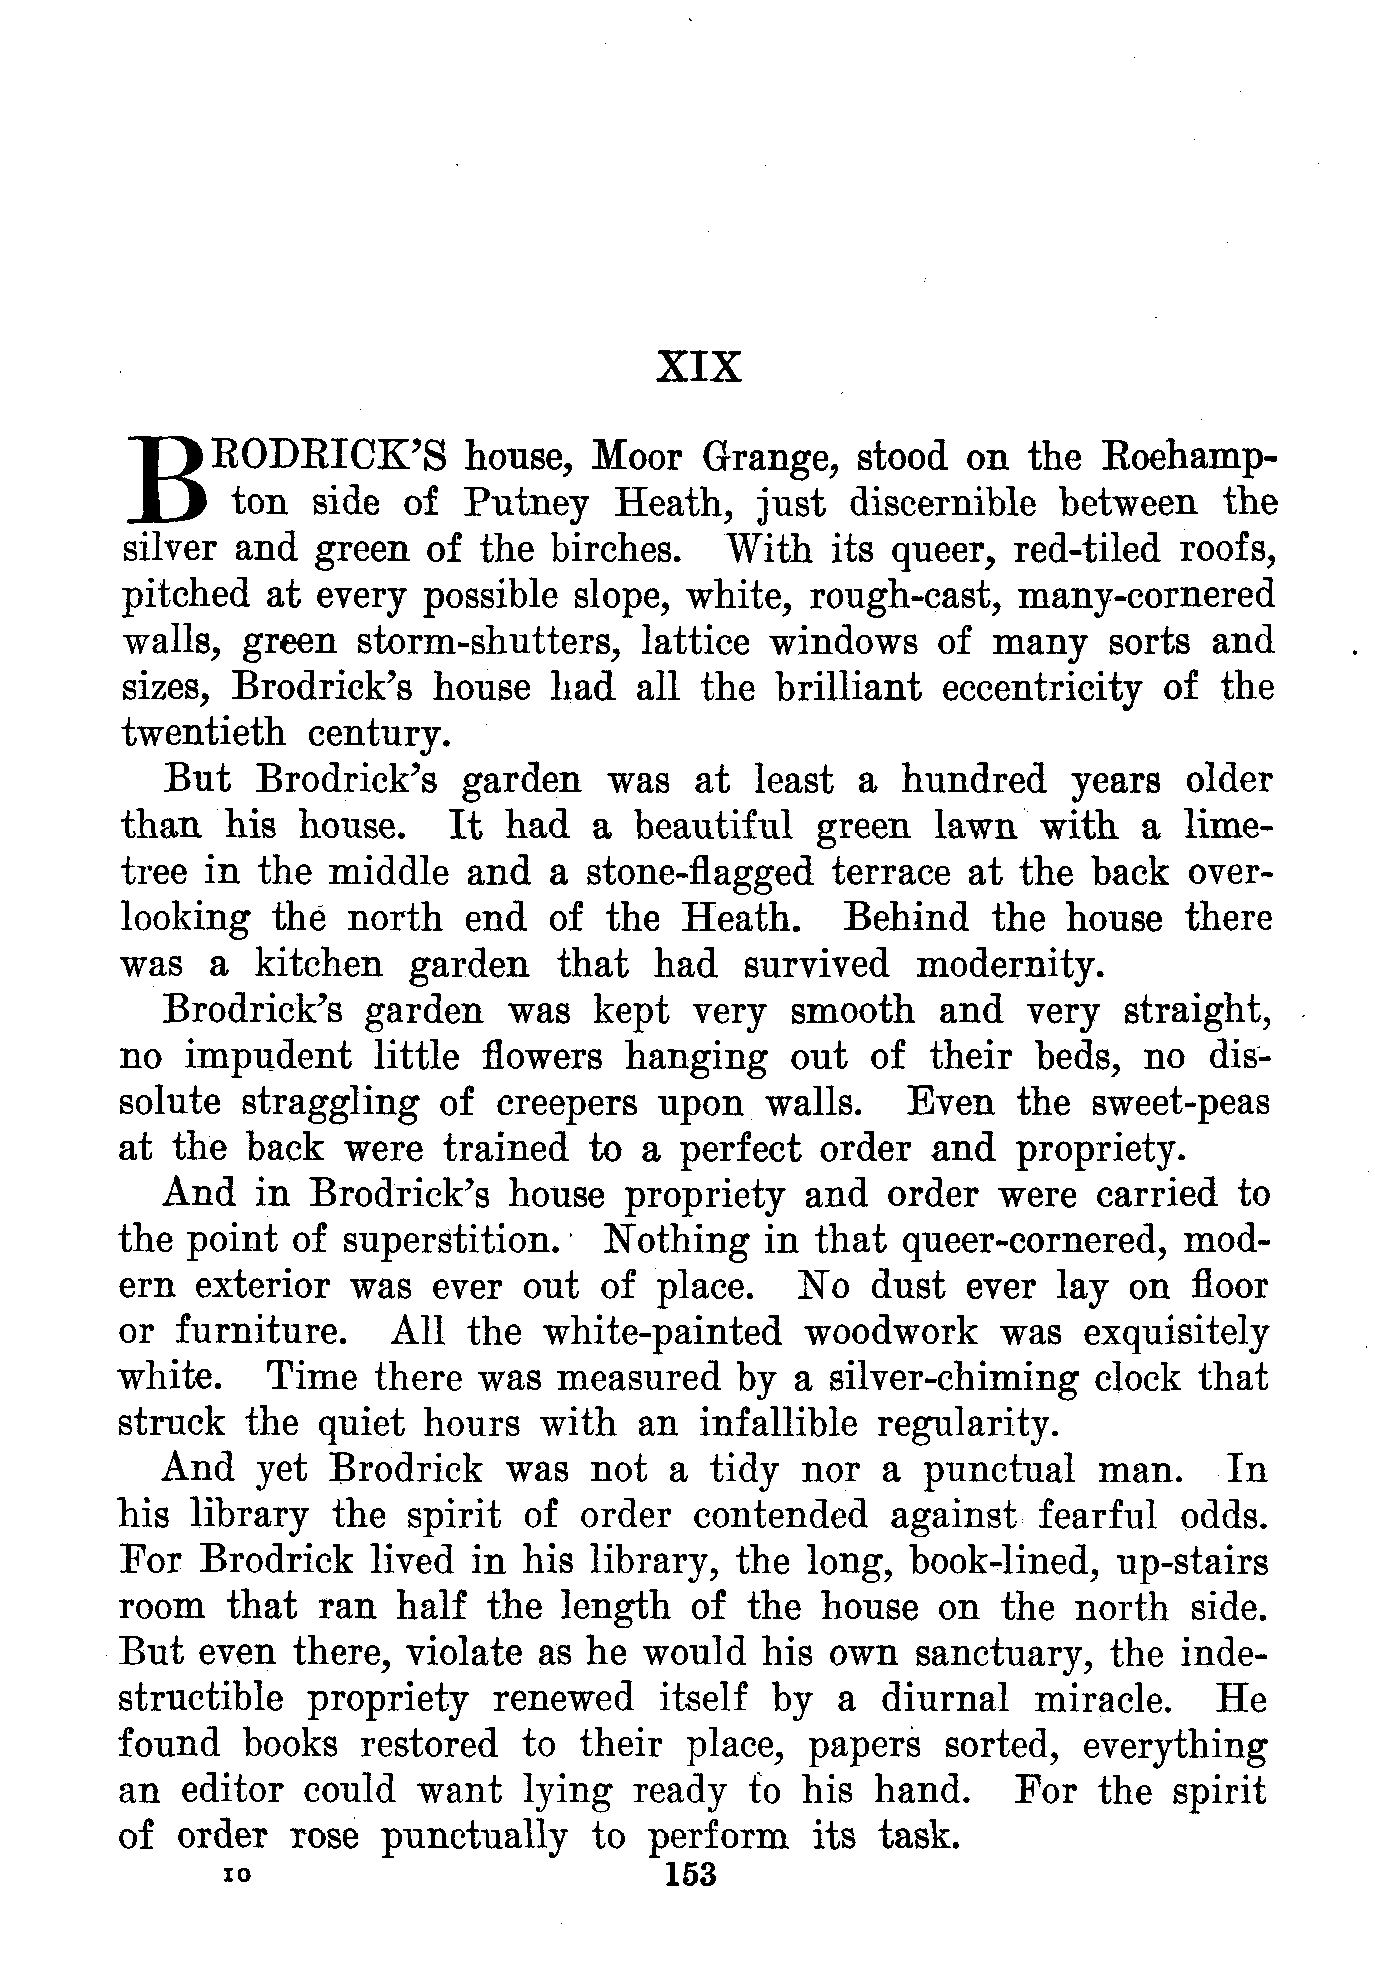 XIX
BRODRICK'S house, Moor Grange, stood on the Roehamp-
ton side of Putney Heath, just discernible between the
silver and green of the birches. With its queer, red-tiled roofs,
pitched at every possible slope, white, rough-cast, many-cornered
walls, green storm-shutters, lattice windows of many sorts and
sizes, Brodrick's house had all the brilliant eccentricity of the
twentieth century.
But Brodrick's garden was at least a hundred years older
than his house. It had a beautiful green lawn with a lime-
tree in the middle and a stone-flagged terrace at the back over-
looking the north end of the Heath. Behind the house there
was a kitchen garden that had survived modernity.
Brodrick's garden was kept very smooth and very straight,
no impudent little flowers hanging out of their beds, no dis-
solute straggling of creepers upon walls. Even the sweet-peas
at the back were trained to a perfect order and propriety.
And in Brodrick's house propriety and order were carried to
the point of superstition. Nothing in that queer-cornered, mod-
ern exterior was ever out of place. No dust ever lay on floor
or furniture. All the white-painted woodwork was exquisitely
white. Time there was measured by a silver-chiming clock that
struck the quiet hours with an infallible regularity.
And yet Brodrick was not a tidy nor a punctual man. In
his library the spirit of order contended against fearful odds.
For Brodrick lived in his library, the long, book-lined, up-stairs
room that ran half the length of the house on the north side.
But even there, violate as he would his own sanctuary, the inde-
structible propriety renewed itself by a diurnal miracle. He
found books restored to their place, papers sorted, everything
an editor could want lying ready to his hand. For the spirit
of order rose punctually to perform its task.
10 153